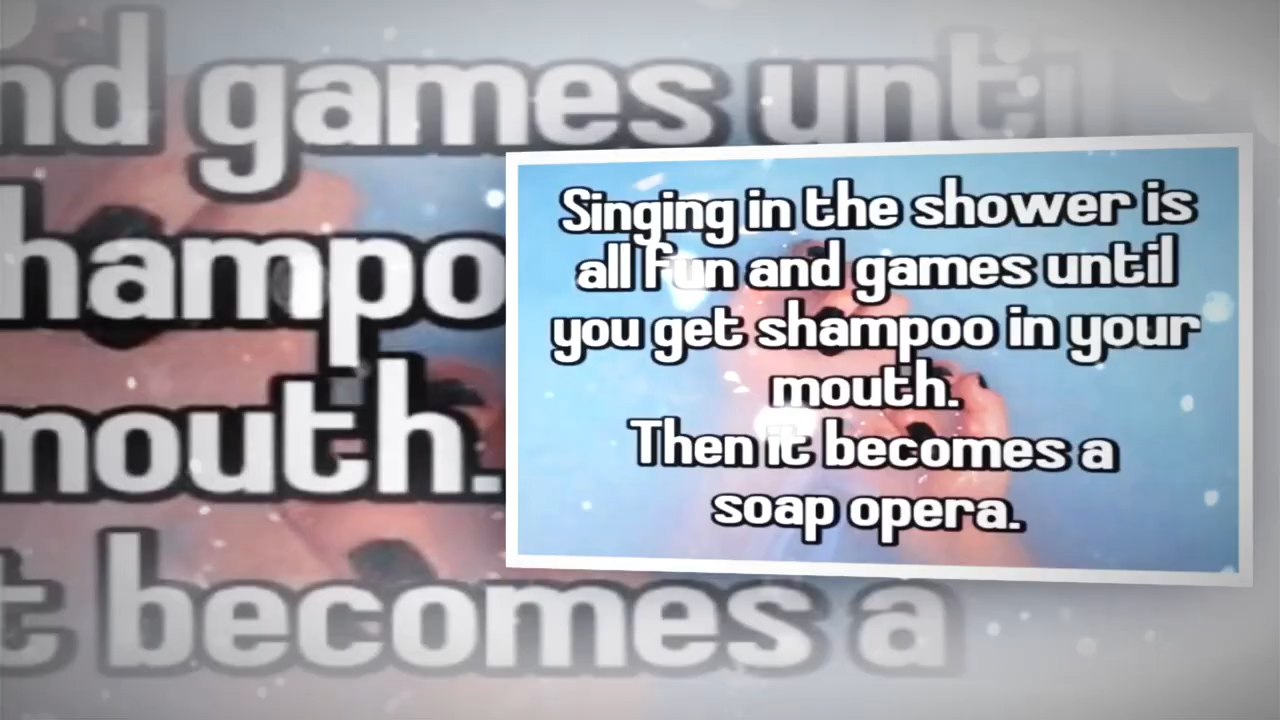 nd games until
hampo
mouth.
t becomes a
Singing in the shower is
all fun and games until
you get shampoo in your
mouth.
Then it becomes a
soap opera.